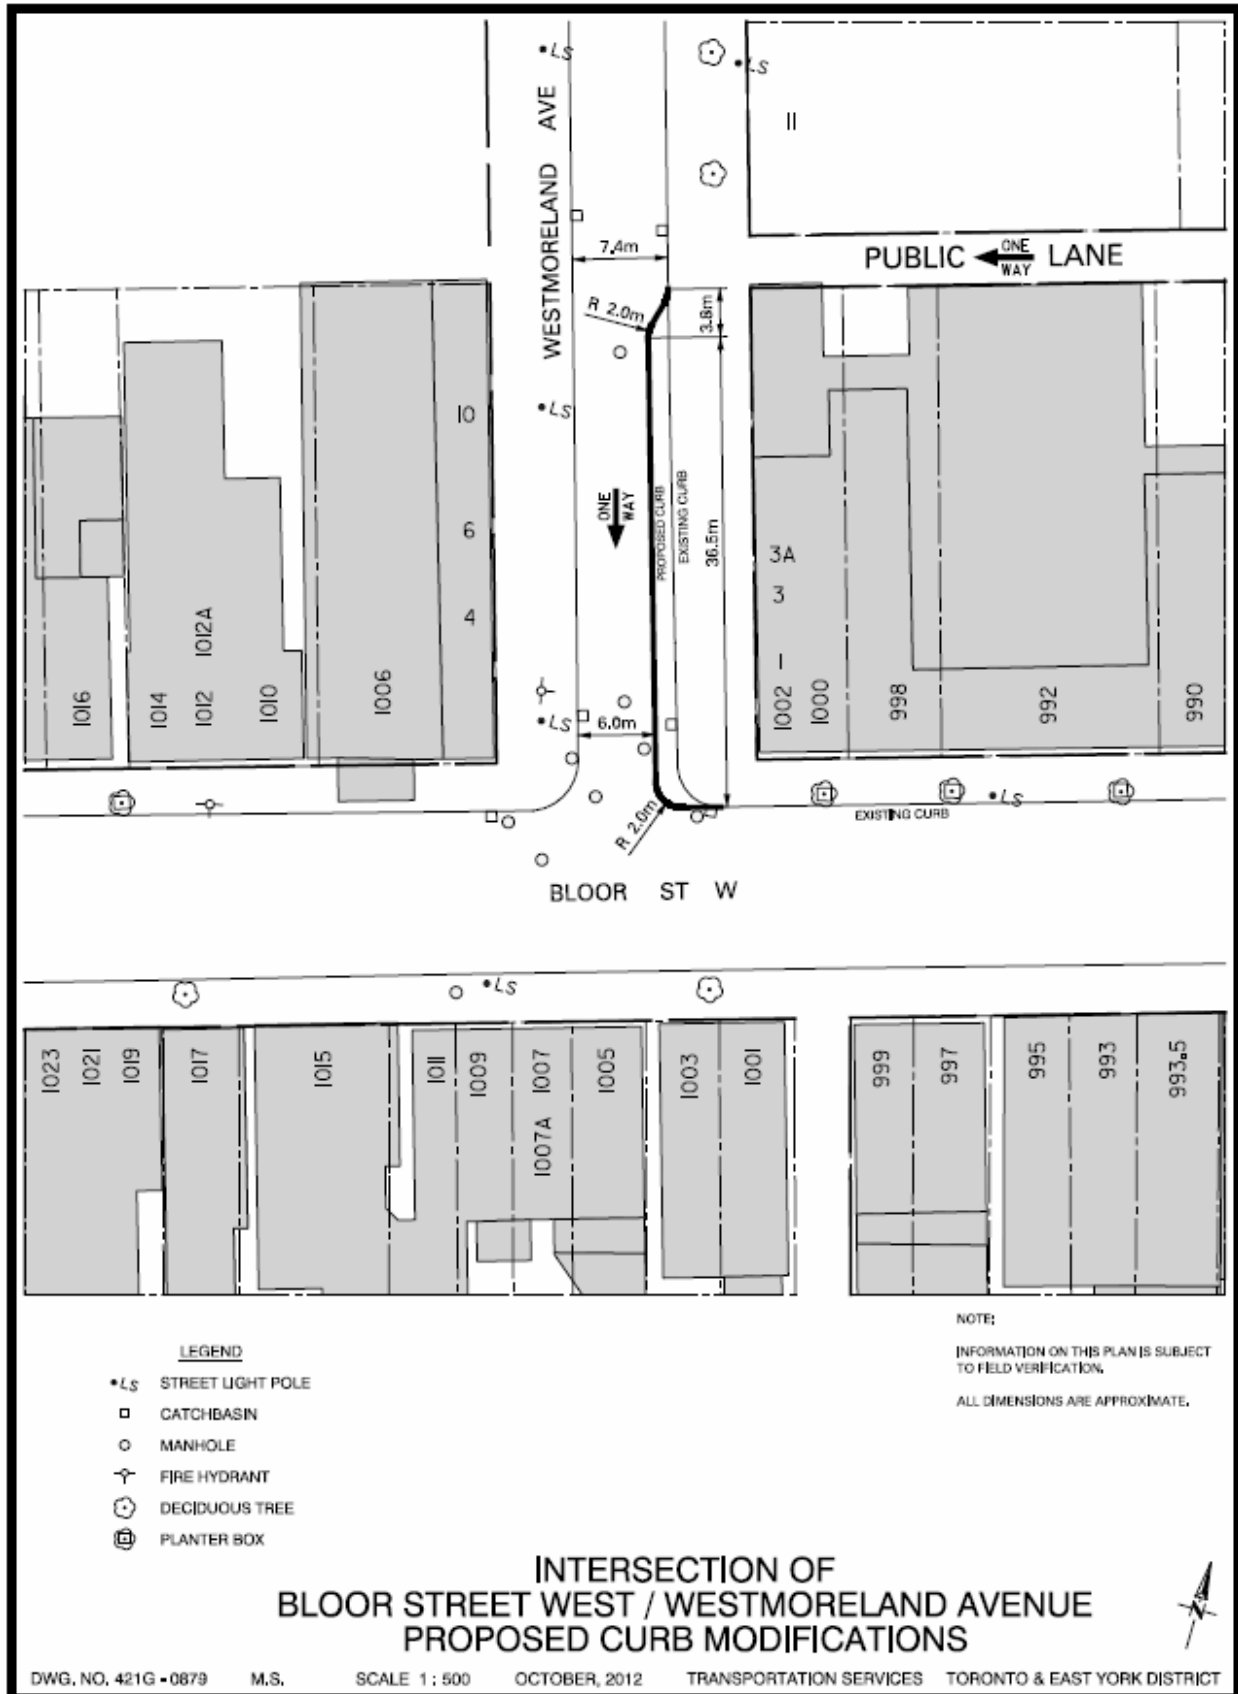 LS
LS
WESTMORELAND AVE
II
7.4m
PUBLIC ONE WAY LANE
R 2.0m
3.8m
LS
10
6
4
ONE WAY
PROPOSED CURB
EXISTING CURB
36.5m
3A
3
1
1016
1014
1012
1012A
1010
1006
LS
6.0m
1002
1000
998
992
990
R 2.0m
LS
EXISTING CURB
BLOOR ST W
LS
1023
1021
1019
1017
1015
1011
1009
1007
1007A
1005
1003
1001
999
997
995
993
993.5
LEGEND
LS STREET LIGHT POLE
CATCHBASIN
MANHOLE
FIRE HYDRANT
DECIDUOUS TREE
PLANTER BOX
NOTE:
INFORMATION ON THIS PLAN IS SUBJECT
TO FIELD VERIFICATION.
ALL DIMENSIONS ARE APPROXIMATE.
INTERSECTION OF
BLOOR STREET WEST / WESTMORELAND AVENUE
PROPOSED CURB MODIFICATIONS
N
DWG. NO. 421G - 0879 M.S. SCALE 1 : 500 OCTOBER, 2012 TRANSPORTATION SERVICES TORONTO & EAST YORK DISTRICT